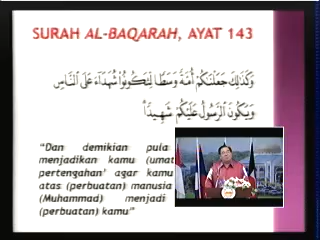 SURAH AL-BAQARAH, AYAT 143
وَكَذَٰلِكَ جَعَلْنَاكُمْ أُمَّةً وَسَطًا لِتَكُونُوا شُهَدَاءَ عَلَى النَّاسِ
وَيَكُونَ الرَّسُولُ عَلَيْكُمْ شَهِيدًا
"Dan demikian pula
menjadikan kamu (umat
pertengahan' agar kamu
atas (perbuatan) manusia
(Muhammad) menjadi
(perbuatan) kamu"